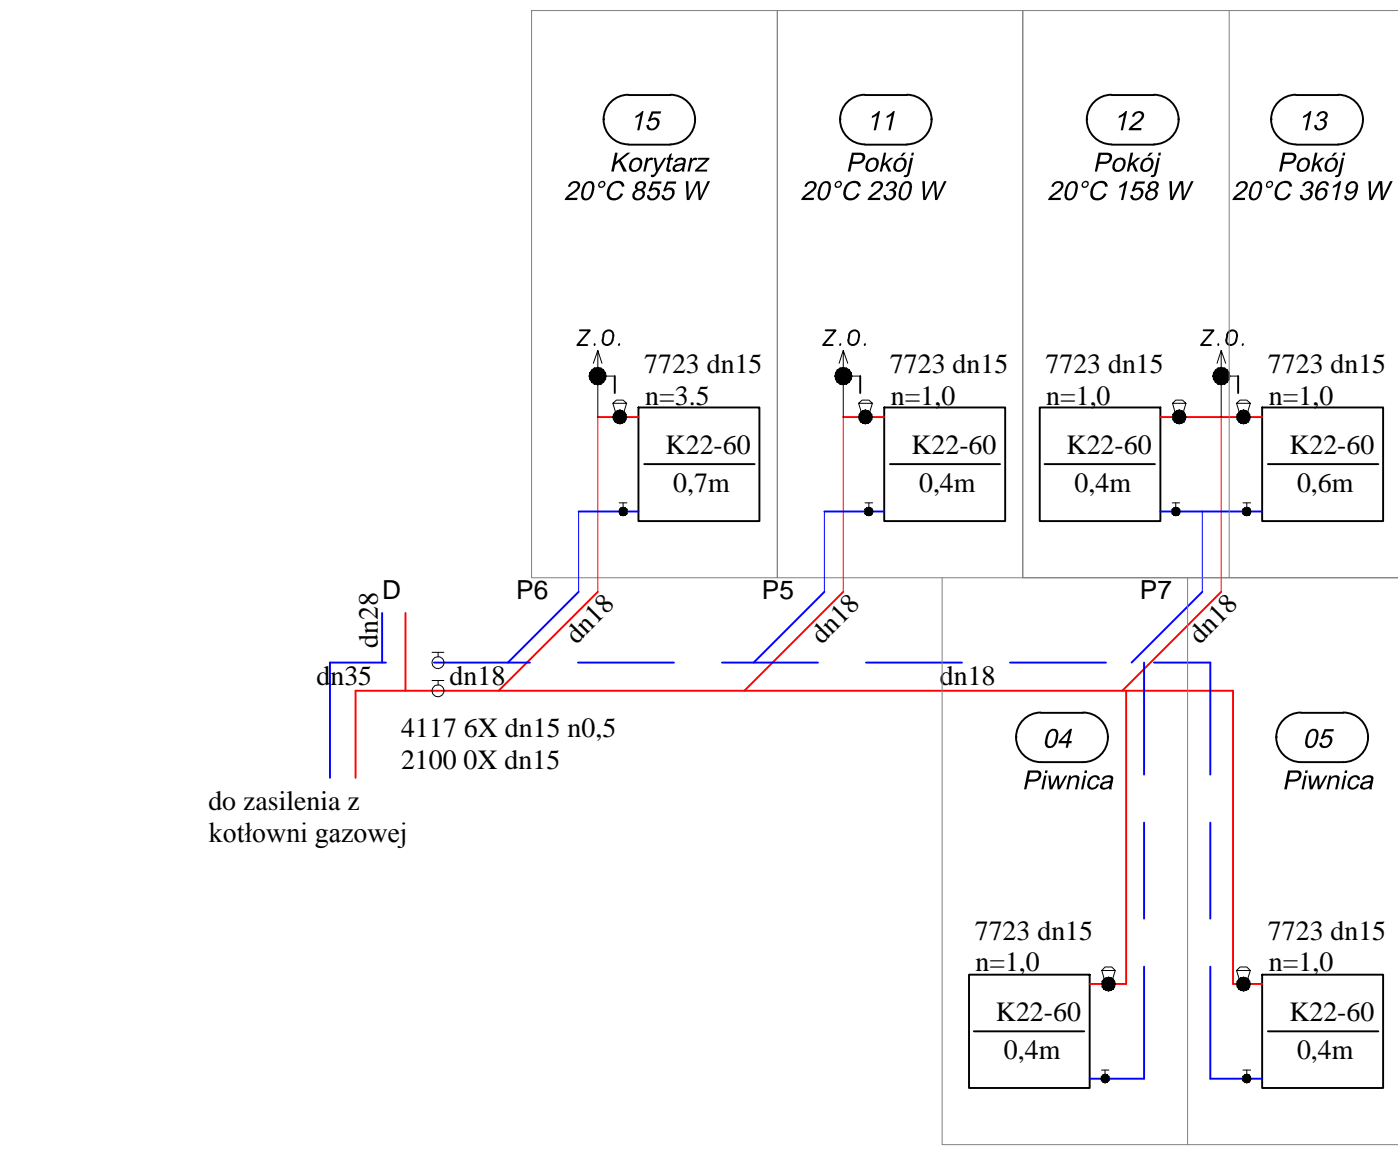 15
Korytarz
20°C 855 W
11
Pokój
20°C 230 W
12
Pokój
20°C 158 W
13
Pokój
20°C 3619 W
Z.O.
7723 dn15
n=3.5
K22-60
0,7m
Z.O.
7723 dn15
n=1,0
K22-60
0,4m
7723 dn15
n=1,0
K22-60
0,4m
Z.O.
7723 dn15
n=1,0
K22-60
0,6m
D
P6
P5
P7
dn28
dn18
dn18
dn18
dn35
dn18
dn18
4117 6X dn15 n0,5
2100 0X dn15
do zasilenia z
kotłowni gazowej
04
Piwnica
05
Piwnica
7723 dn15
n=1,0
K22-60
0,4m
7723 dn15
n=1,0
K22-60
0,4m